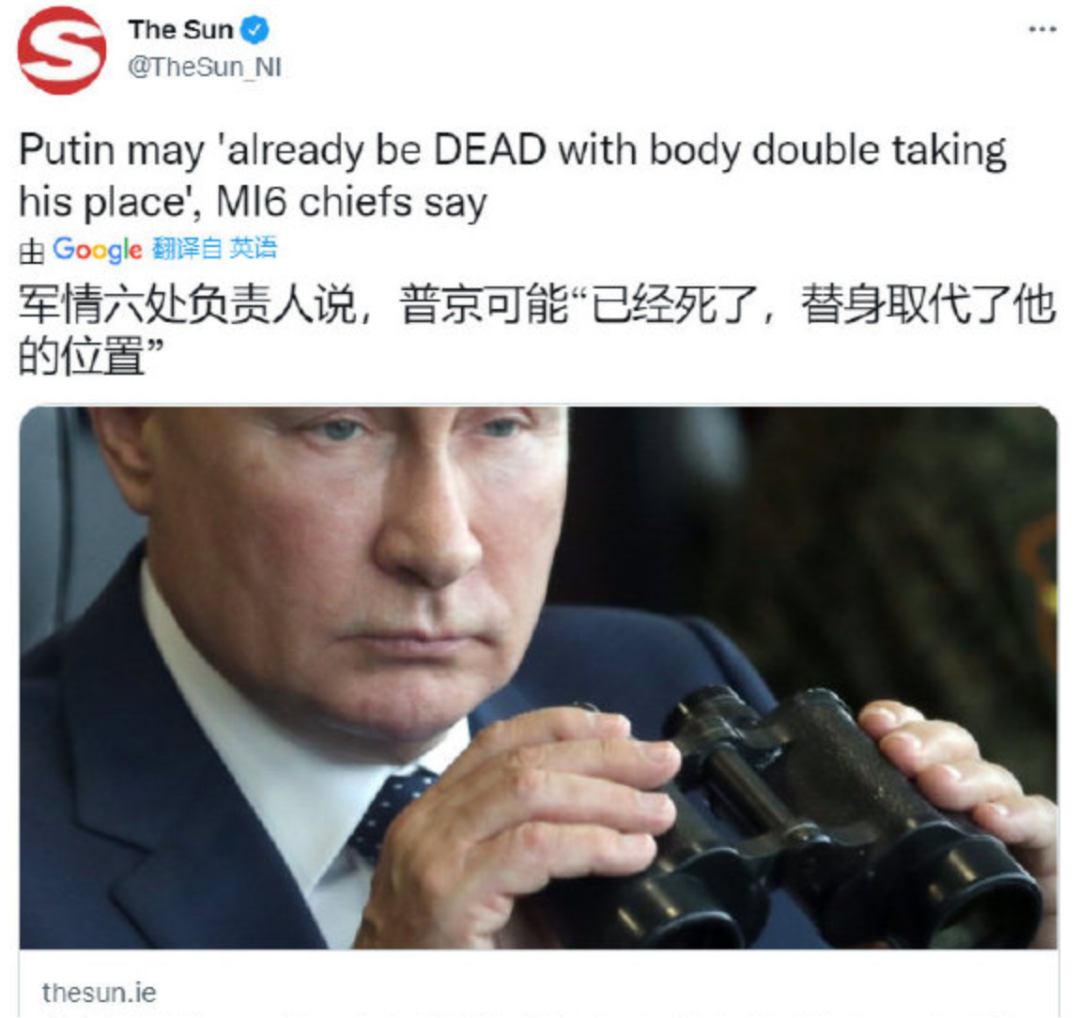 The Sun
@TheSun_NI
Putin may 'already be DEAD with body double taking
his place', MI6 chiefs say
由 Google 翻译自 英语
军情六处负责人说，普京可能“已经死了，替身取代了他
的位置”
thesun.ie